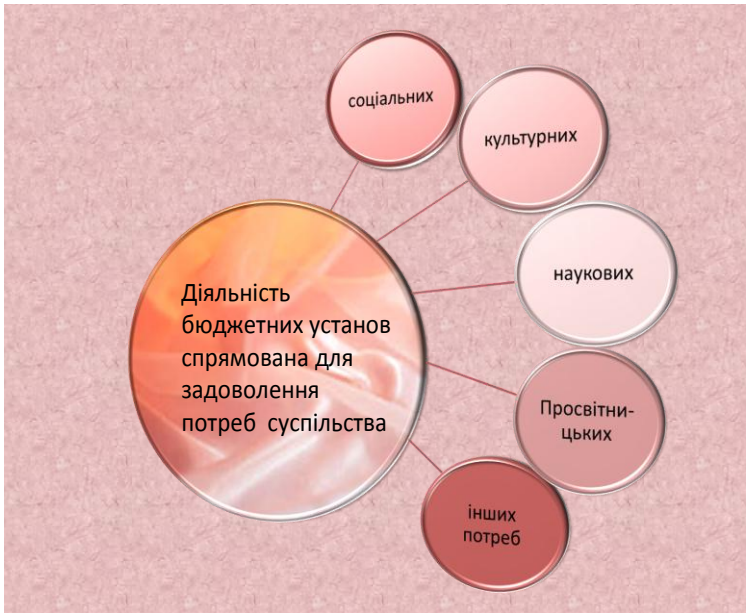 соціальних
культурних
наукових
Діяльність
бюджетних установ
спрямована для
задоволення
потреб суспільства
Просвітни-
цьких
інших
потреб